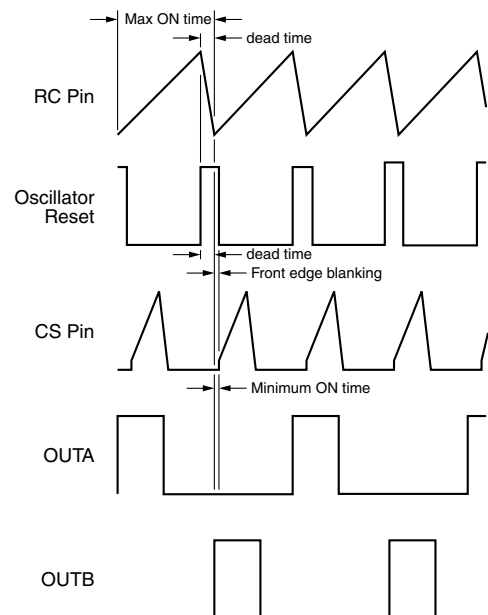 Max ON time
dead time
RC Pin
Oscillator
Reset
dead time
Front edge blanking
CS Pin
Minimum ON time
OUTA
OUTB